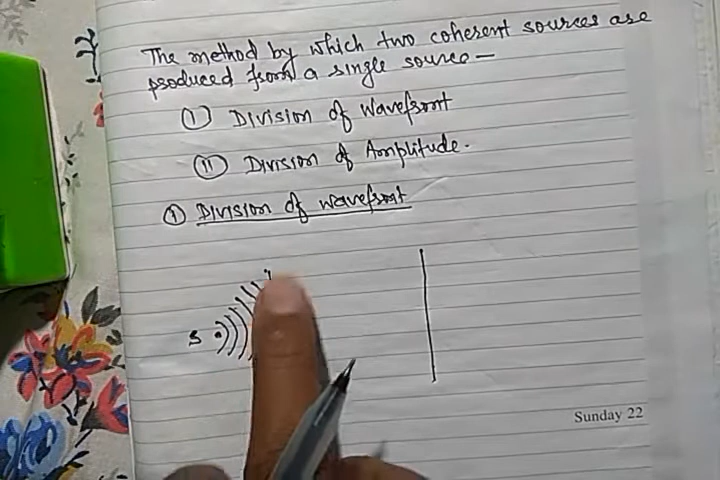 The method by which two coherent sources are
produced from a single source—
(I) Division of Wavefront
(II) Division of Amplitude.
(I) Division of Wavefront
S
Sunday 22